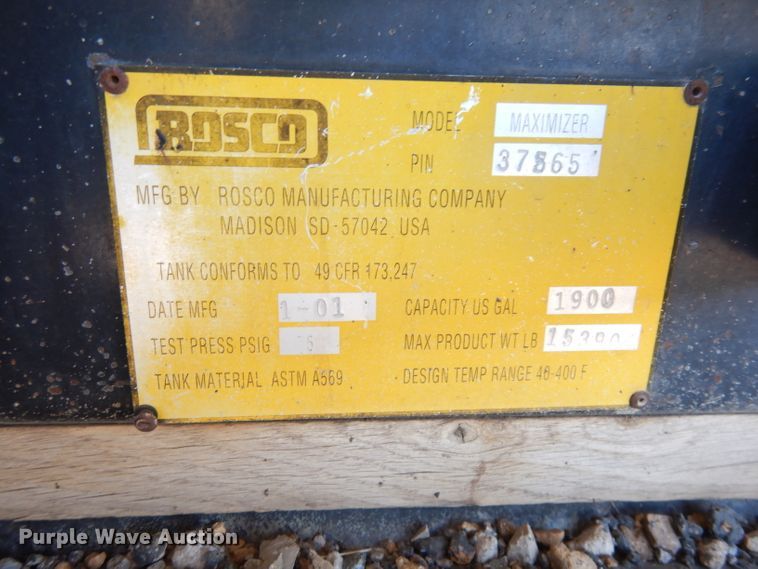 ROSCO
MODEL MAXIMIZER
PIN 37565
MFG BY ROSCO MANUFACTURING COMPANY
MADISON SD-57042 USA
TANK CONFORMS TO 49 CFR 173.247
DATE MFG 1-01 CAPACITY US GAL 1900
TEST PRESS PSIG 6 MAX PRODUCT WT LB 15390
TANK MATERIAL ASTM A569 DESIGN TEMP RANGE 40-400 F
Purple Wave Auction